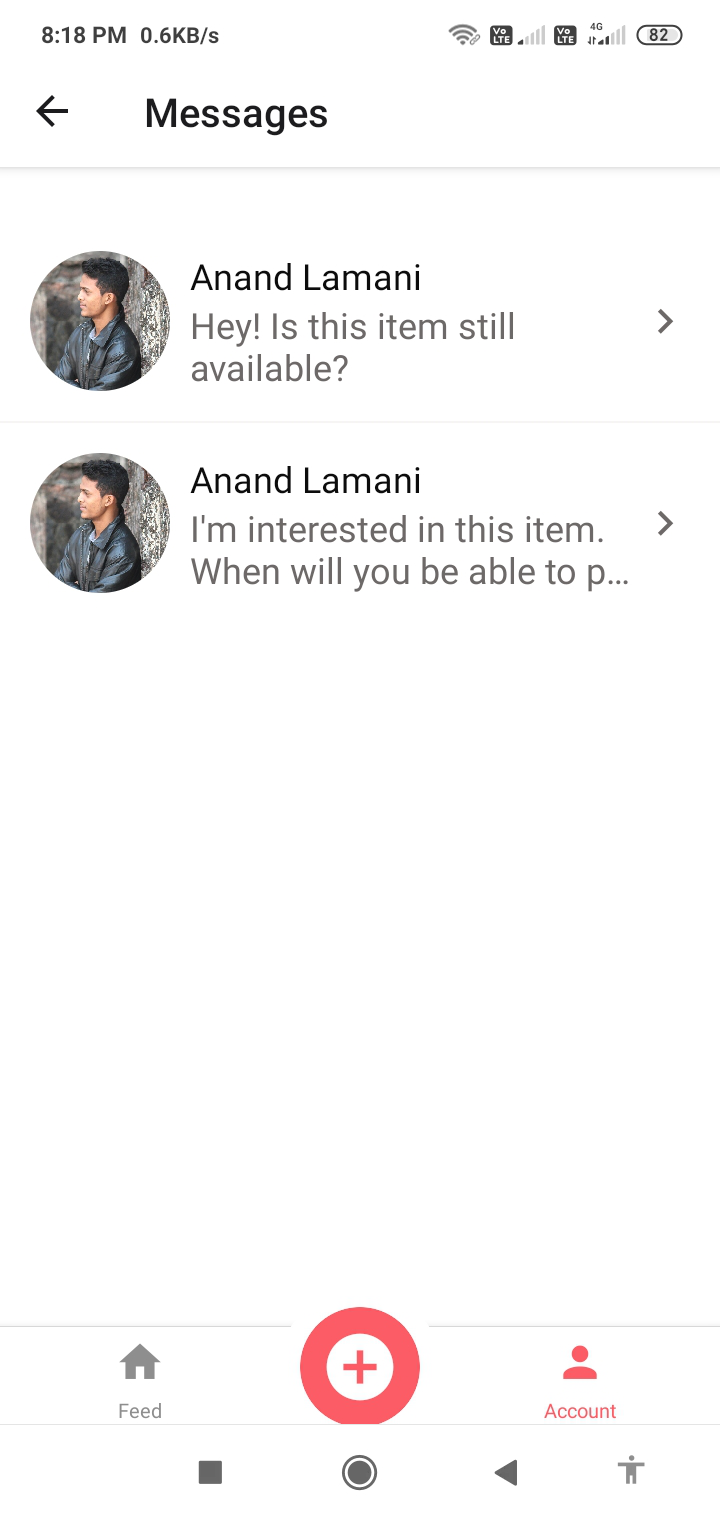 8:18 PM 0.6KB/s Vo LTE Vo LTE 4G 82
Messages
Anand Lamani
Hey! Is this item still
available?
Anand Lamani
I'm interested in this item.
When will you be able to p...
Feed
Account